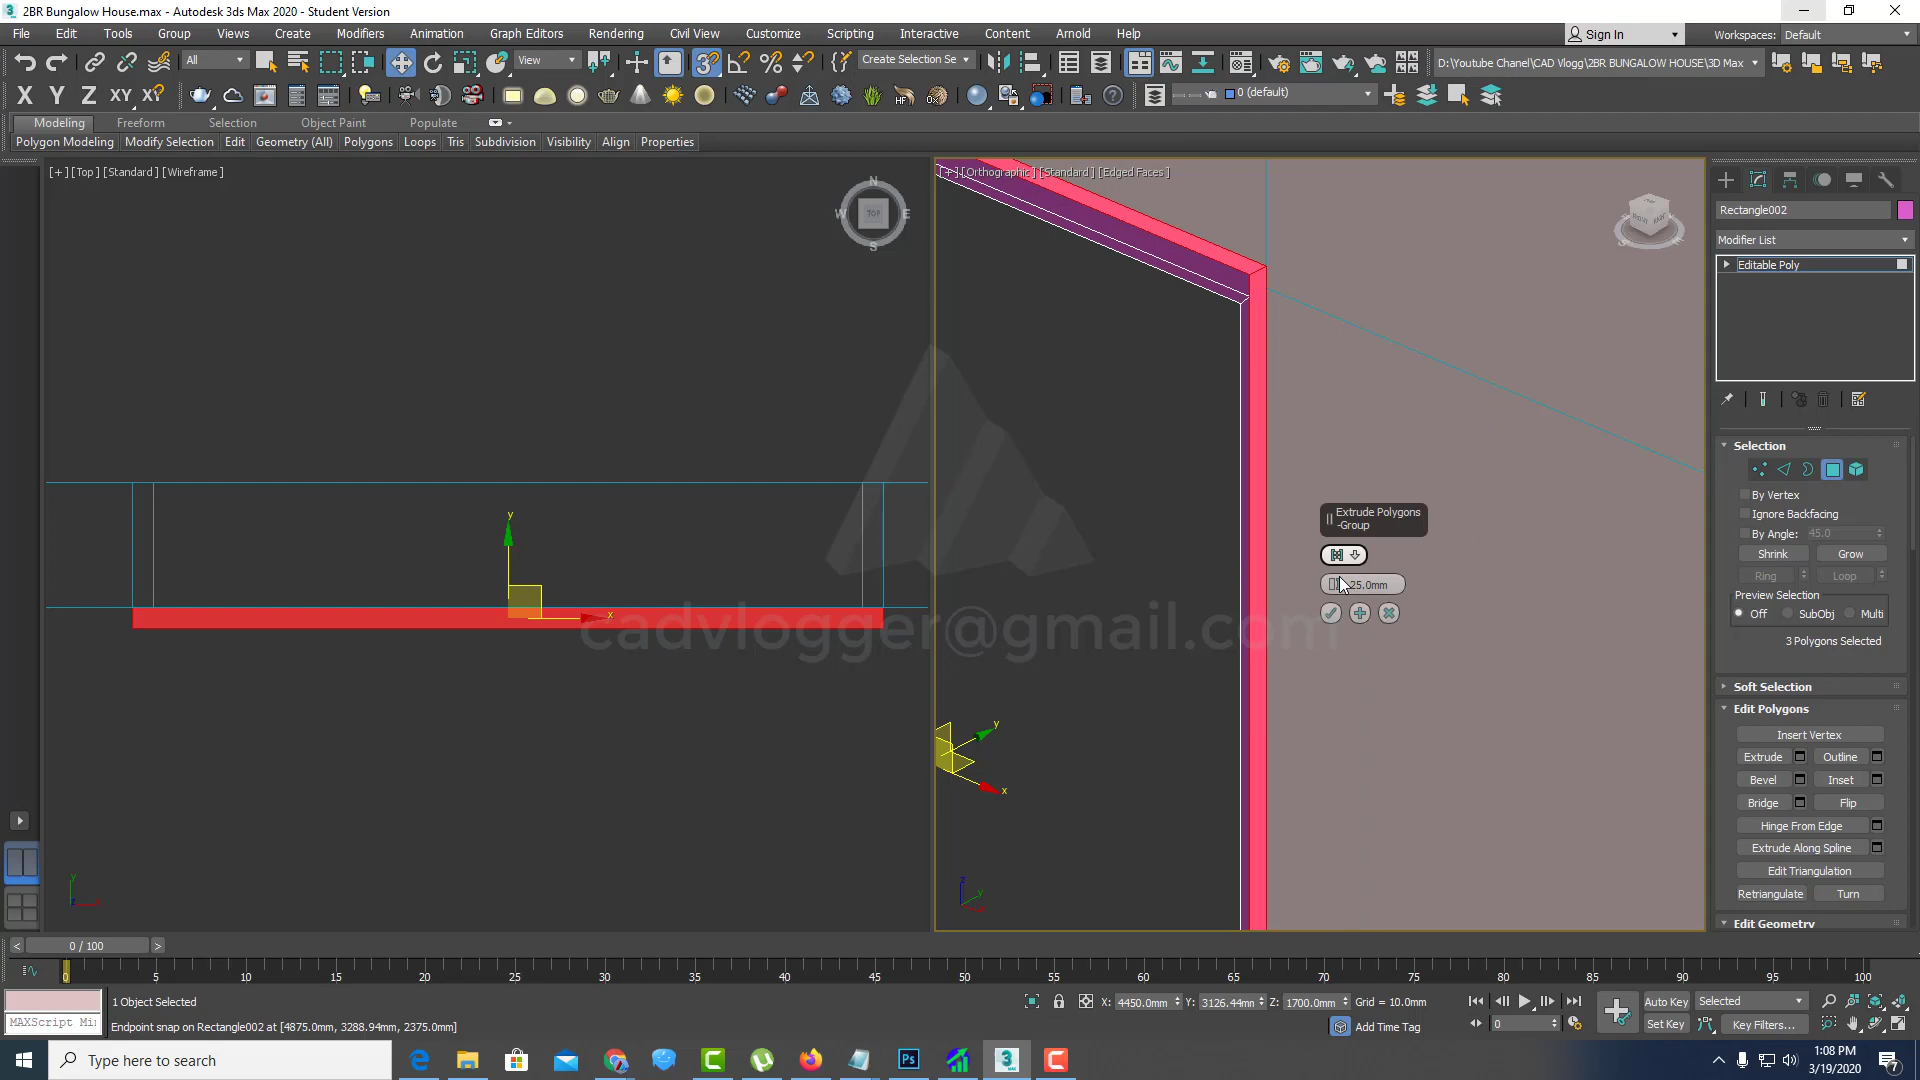 2BR Bungalow House.max - Autodesk 3ds Max 2020 - Student Version
File Edit Tools Group Views Create Modifiers Animation Graph Editors Rendering Civil View Customize Scripting Interactive Content Arnold Help
Sign In Workspaces: Default
All View Create Selection Se D:\Youtube Chanel\CAD Vlogg\2BR BUNGALOW HOUSE\3D Max
X Y Z XY XY 0 (default)
Modeling Freeform Selection Object Paint Populate
Polygon Modeling Modify Selection Edit Geometry (All) Polygons Loops Tris Subdivision Visibility Align Properties
[+] [Top] [Standard] [Wireframe]
N
W TOP E
S
y
x
y
[+] [Orthographic] [Standard] [Edged Faces]
y
x
z
y
Extrude Polygons
-Group
25.0mm
cadvlogger@gmail.com
Rectangle002
Modifier List
Editable Poly
Selection
By Vertex
Ignore Backfacing
By Angle: 45.0
Shrink Grow
Ring Loop
Preview Selection
Off SubObj Multi
3 Polygons Selected
Soft Selection
Edit Polygons
Insert Vertex
Extrude Outline
Bevel Inset
Bridge Flip
Hinge From Edge
Extrude Along Spline
Edit Triangulation
Retriangulate Turn
Edit Geometry
< 0 / 100 >
0 5 10 15 20 25 30 35 40 45 50 55 60 65 70 75 80 85 90 95 100
1 Object Selected
X: 4450.0mm Y: 3126.44mm Z: 1700.0mm Grid = 10.0mm
Auto Key Selected
MAXScript Mi
Endpoint snap on Rectangle002 at [4875.0mm, 3288.94mm, 2375.0mm]
Add Time Tag
0
Set Key Key Filters...
Type here to search
Ps
3
MAX
1:08 PM
3/19/2020
7